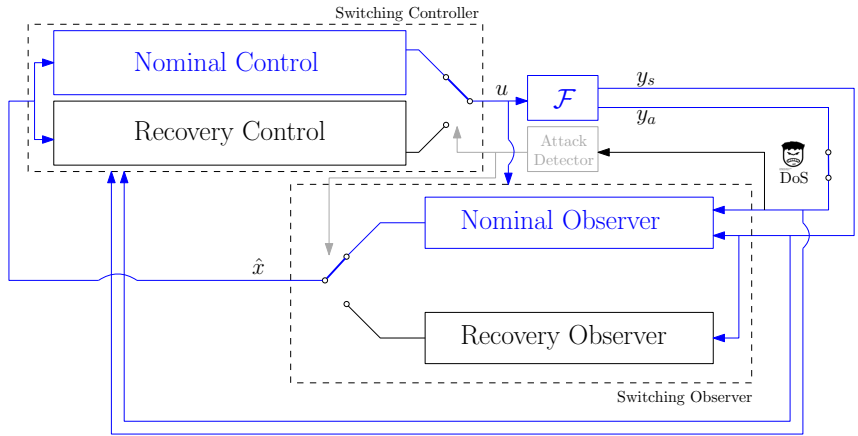 Switching Controller
Nominal Control
Recovery Control
u
ℱ
y_s
y_a
Attack
Detector
DoS
Nominal Observer
x̂
Recovery Observer
Switching Observer